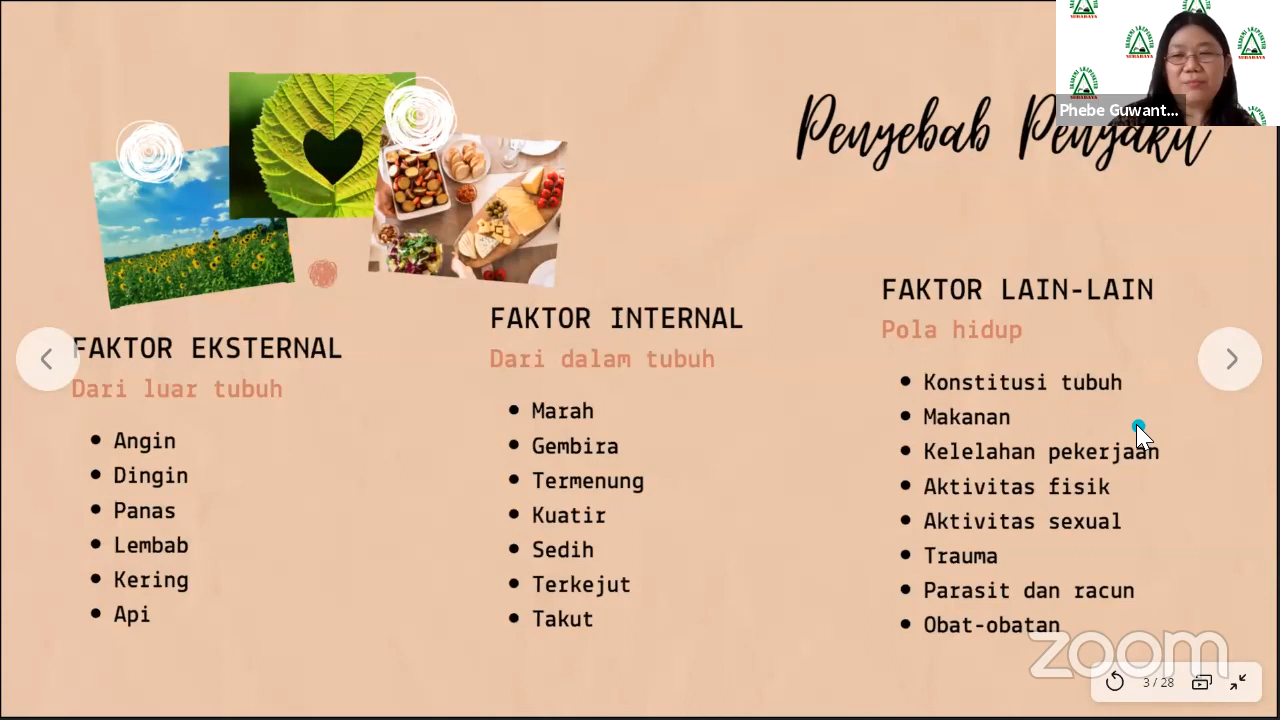 Phebe Guwant...
Penyebab Penyakit
FAKTOR EKSTERNAL
Dari luar tubuh
Angin
Dingin
Panas
Lembab
Kering
Api
FAKTOR INTERNAL
Dari dalam tubuh
Marah
Gembira
Termenung
Kuatir
Sedih
Terkejut
Takut
FAKTOR LAIN-LAIN
Pola hidup
Konstitusi tubuh
Makanan
Kelelahan pekerjaan
Aktivitas fisik
Aktivitas sexual
Trauma
Parasit dan racun
Obat-obatan
zoom
3 / 28